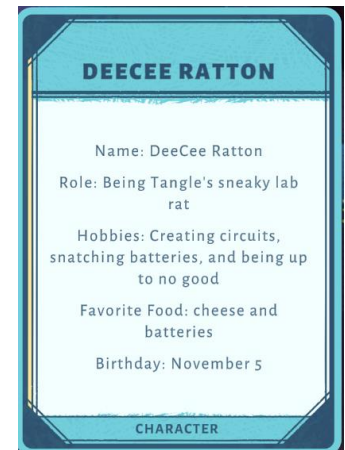 DEECEE RATTON
Name: DeeCee Ratton
Role: Being Tangle's sneaky lab
rat
Hobbies: Creating circuits,
snatching batteries, and being up
to no good
Favorite Food: cheese and
batteries
Birthday: November 5
CHARACTER